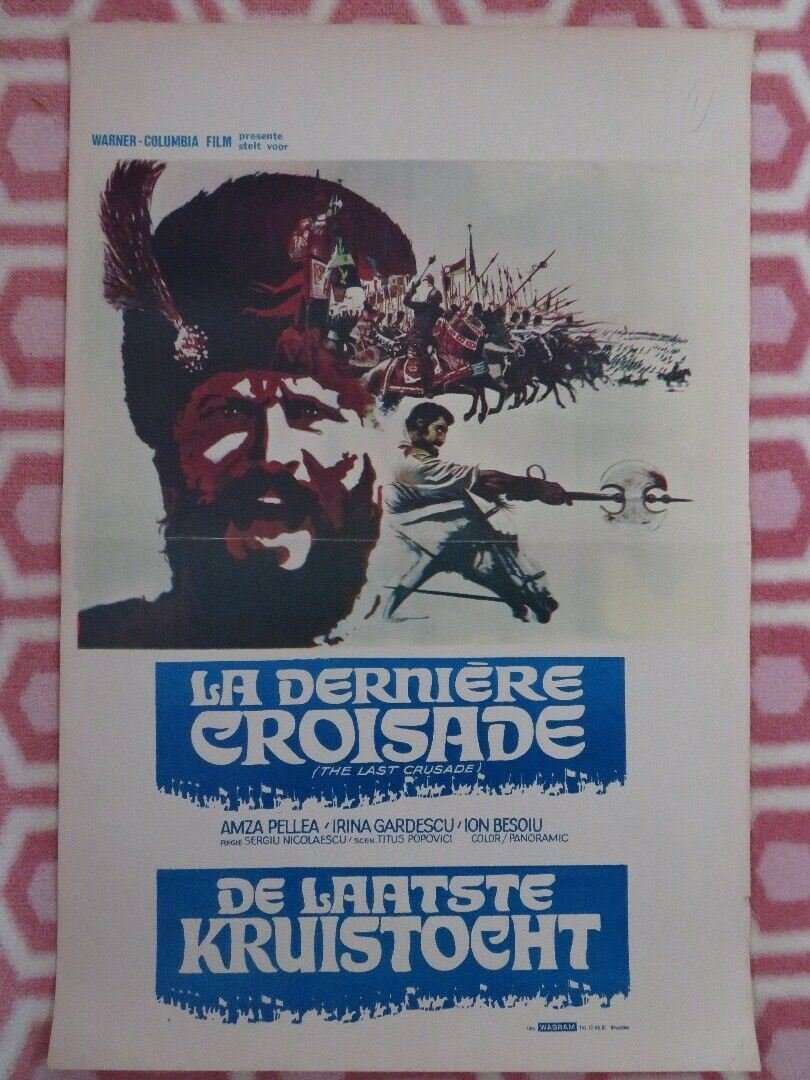 WARNER-COLUMBIA FILM presente
stelt voor
LA DERNIÈRE
CROISADE
(THE LAST CRUSADE)
AMZA PELLEA / IRINA GARDESCU / ION BESOIU
REGIE SERGIU NICOLAESCU / SCEN. TITUS POPOVICI COLOR / PANORAMIC
DE LAATSTE
KRUISTOCHT
WAGRAM